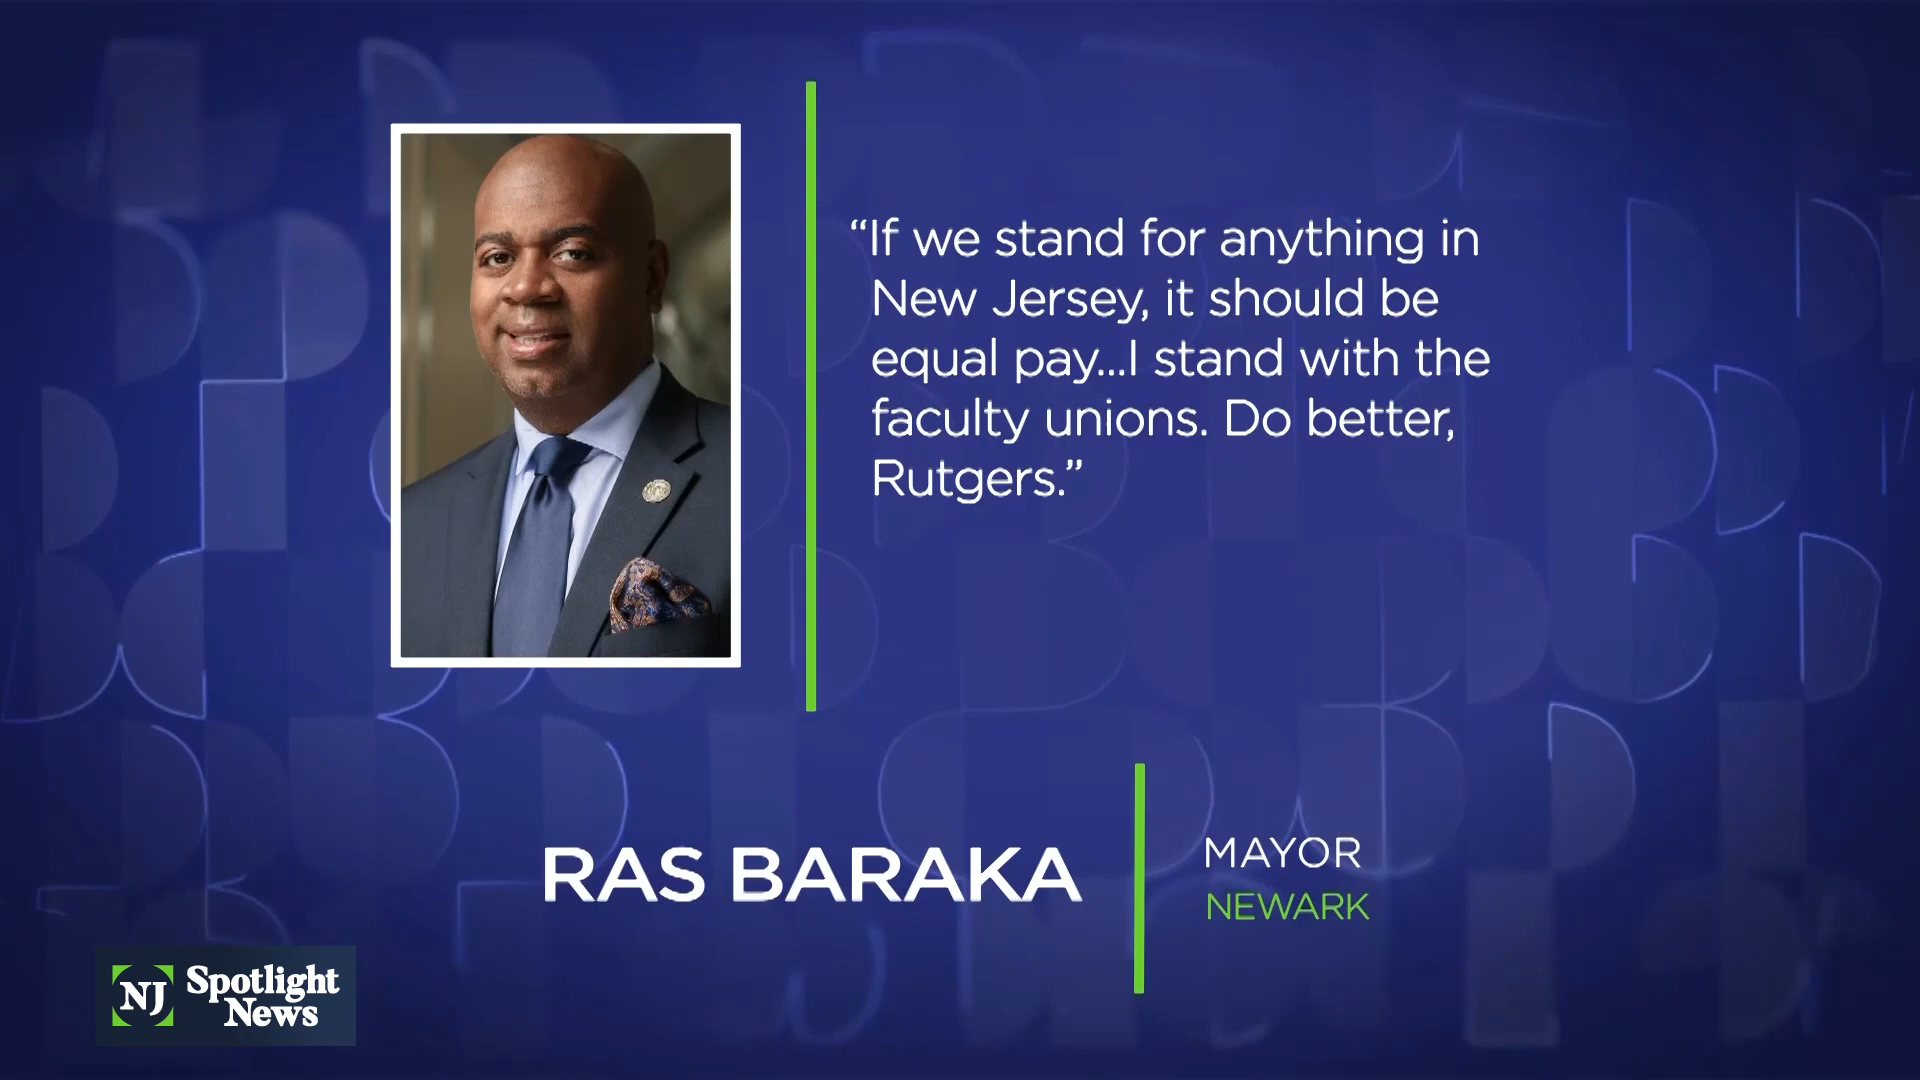 “If we stand for anything in
New Jersey, it should be
equal pay...I stand with the
faculty unions. Do better,
Rutgers.”
RAS BARAKA
MAYOR
NEWARK
NJ Spotlight
News